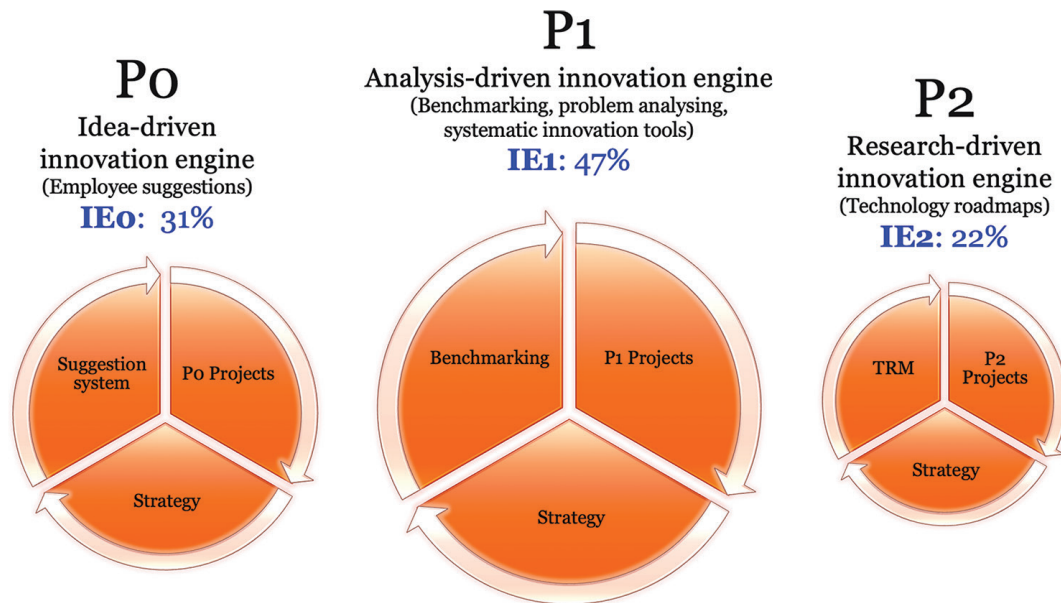 P0
Idea-driven
innovation engine
(Employee suggestions)
IE0: 31%
Suggestion
system
P0 Projects
Strategy
P1
Analysis-driven innovation engine
(Benchmarking, problem analysing,
systematic innovation tools)
IE1: 47%
Benchmarking
P1 Projects
Strategy
P2
Research-driven
innovation engine
(Technology roadmaps)
IE2: 22%
TRM
P2
Projects
Strategy